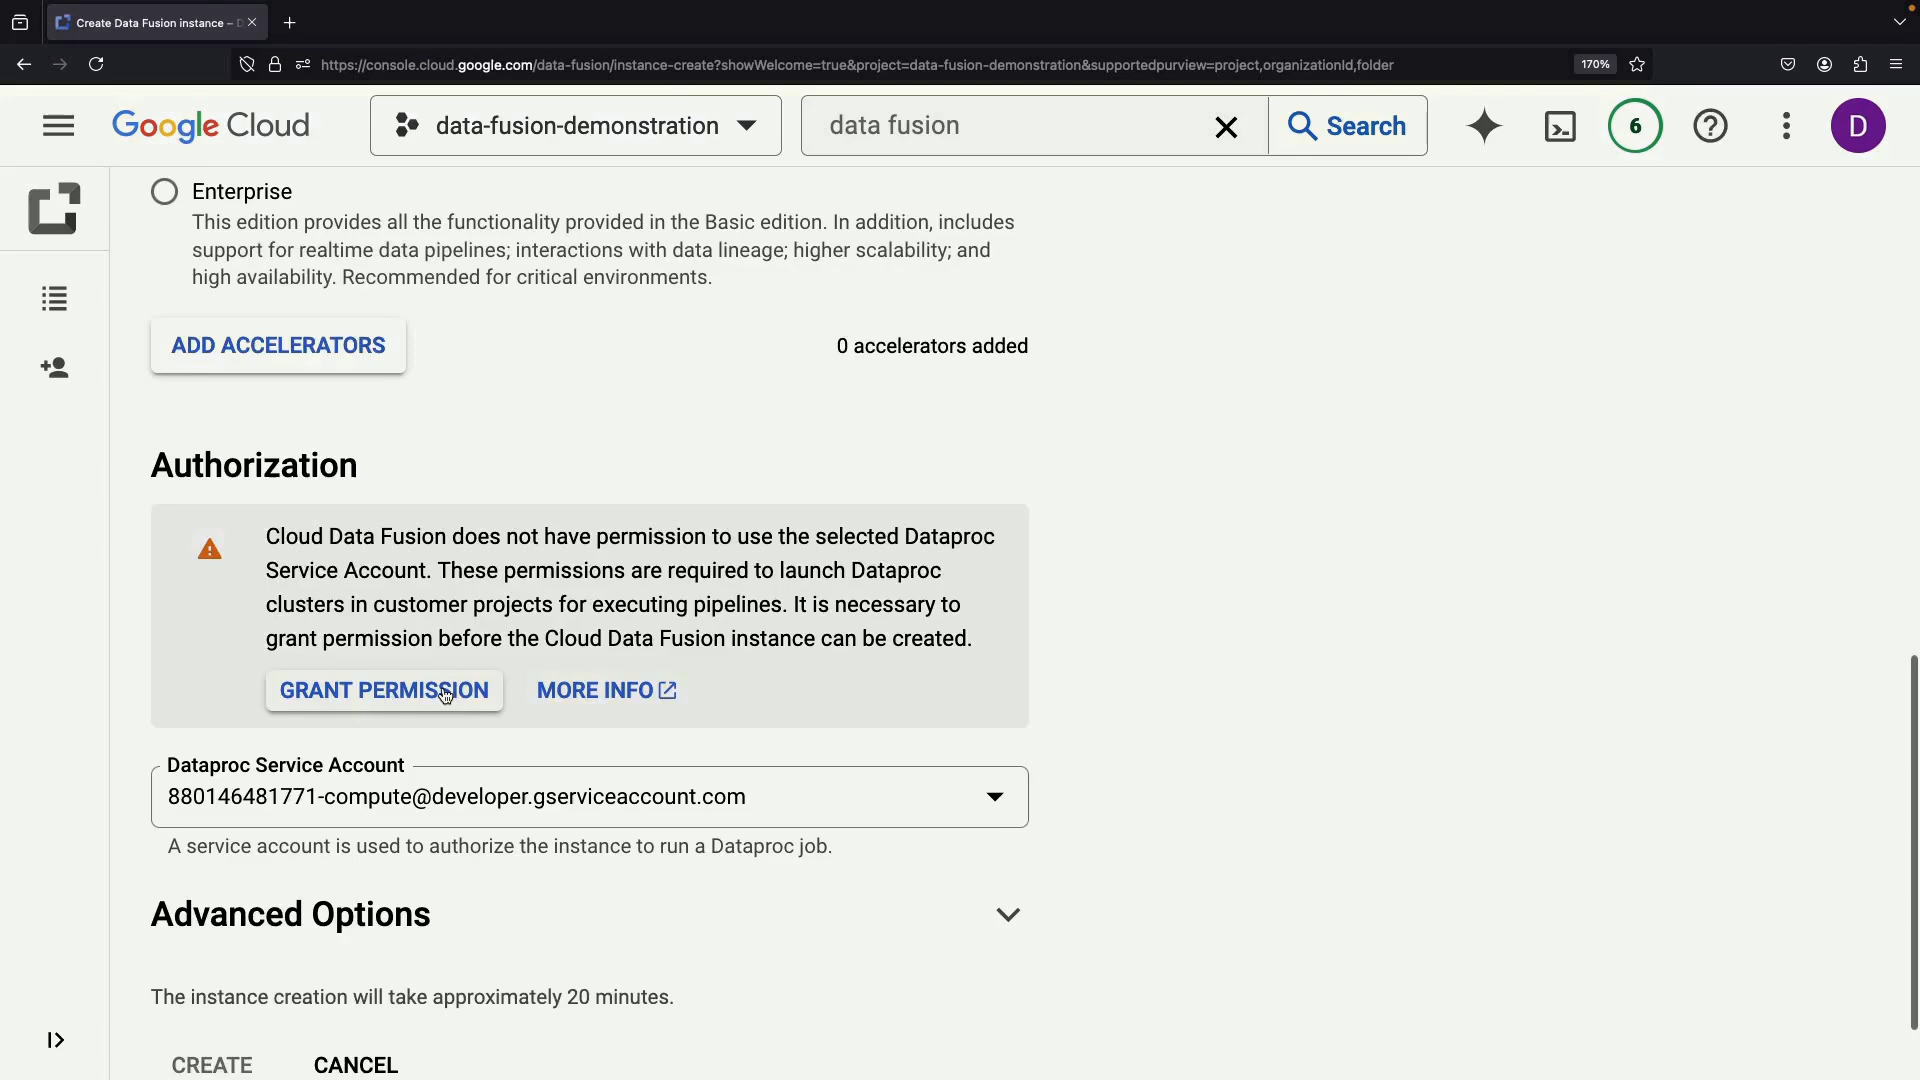 Create Data Fusion instance – D
https://console.cloud.google.com/data-fusion/instance-create?showWelcome=true&project=data-fusion-demonstration&supportedpurview=project,organizationId,folder
170%
Google Cloud
data-fusion-demonstration
data fusion
Search
6
D
Enterprise
This edition provides all the functionality provided in the Basic edition. In addition, includes
support for realtime data pipelines; interactions with data lineage; higher scalability; and
high availability. Recommended for critical environments.
ADD ACCELERATORS
0 accelerators added
Authorization
Cloud Data Fusion does not have permission to use the selected Dataproc
Service Account. These permissions are required to launch Dataproc
clusters in customer projects for executing pipelines. It is necessary to
grant permission before the Cloud Data Fusion instance can be created.
GRANT PERMISSION
MORE INFO
Dataproc Service Account
880146481771-compute@developer.gserviceaccount.com
A service account is used to authorize the instance to run a Dataproc job.
Advanced Options
The instance creation will take approximately 20 minutes.
CREATE
CANCEL